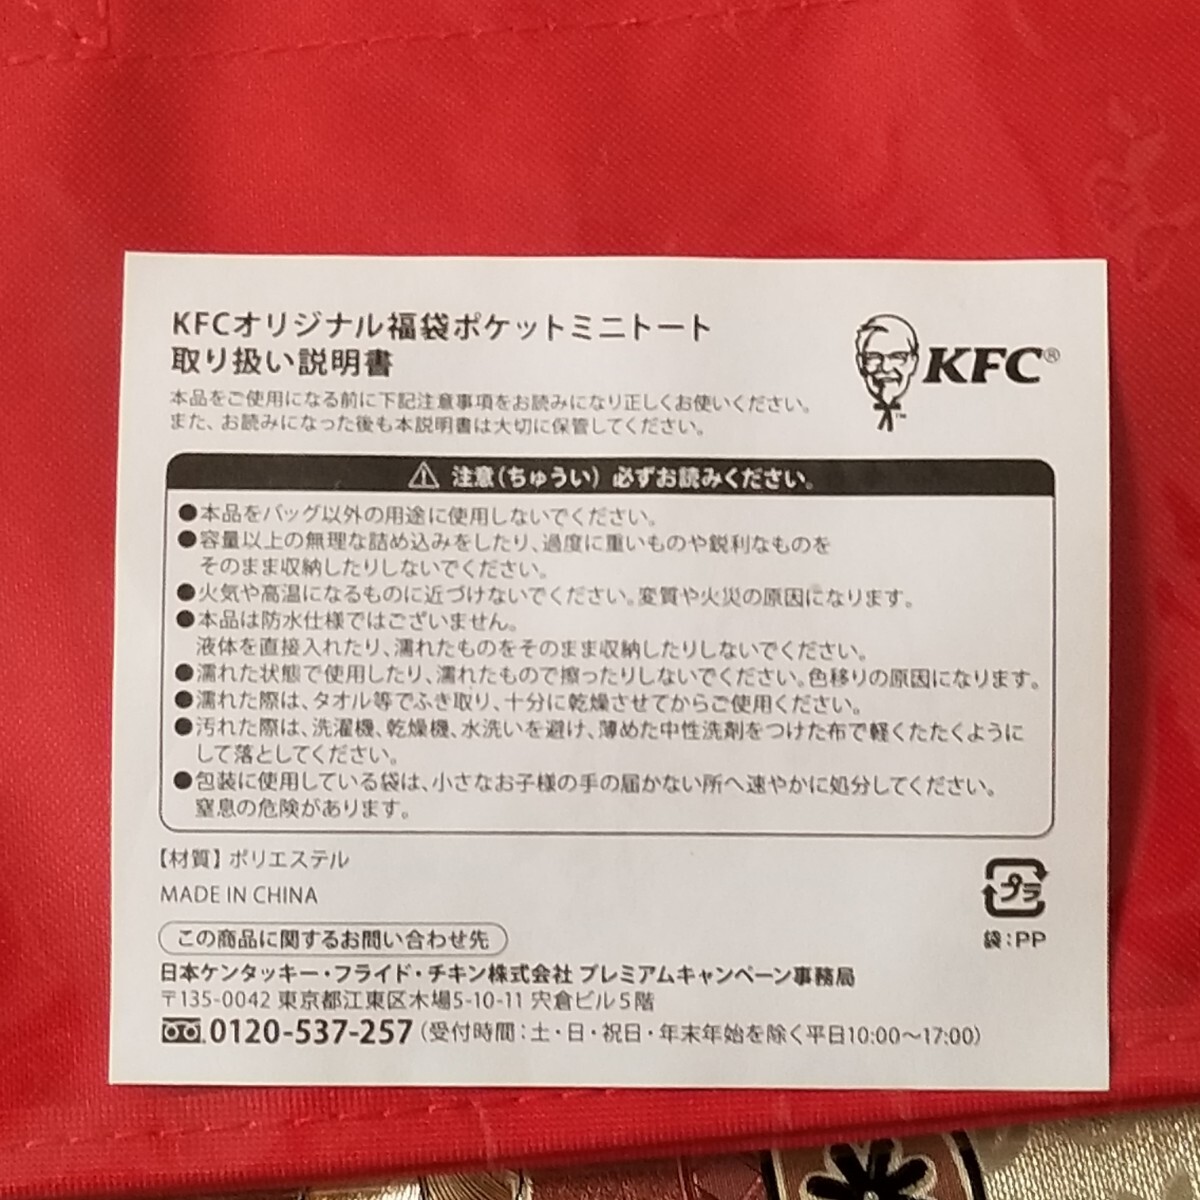 KFCオリジナル福袋ポケットミニトート
取り扱い説明書
KFC®
™
本品をご使用になる前に下記注意事項をお読みになり正しくお使いください。
また、お読みになった後も本説明書は大切に保管してください。
⚠ 注意(ちゅうい) 必ずお読みください。
●本品をバッグ以外の用途に使用しないでください。
●容量以上の無理な詰め込みをしたり、過度に重いものや鋭利なものを
そのまま収納したりしないでください。
●火気や高温になるものに近づけないでください。変質や火災の原因になります。
●本品は防水仕様ではございません。
液体を直接入れたり、濡れたものをそのまま収納したりしないでください。
●濡れた状態で使用したり、濡れたもので擦ったりしないでください。色移りの原因になります。
●濡れた際は、タオル等でふき取り、十分に乾燥させてからご使用ください。
●汚れた際は、洗濯機、乾燥機、水洗いを避け、薄めた中性洗剤をつけた布で軽くたたくように
して落としてください。
●包装に使用している袋は、小さなお子様の手の届かない所へ速やかに処分してください。
窒息の危険があります。
【材質】ポリエステル
MADE IN CHINA
プラ
袋:PP
この商品に関するお問い合わせ先
日本ケンタッキー・フライド・チキン株式会社 プレミアムキャンペーン事務局
〒135-0042 東京都江東区木場5-10-11 宍倉ビル5階
0120-537-257 (受付時間:土・日・祝日・年末年始を除く平日10:00〜17:00)